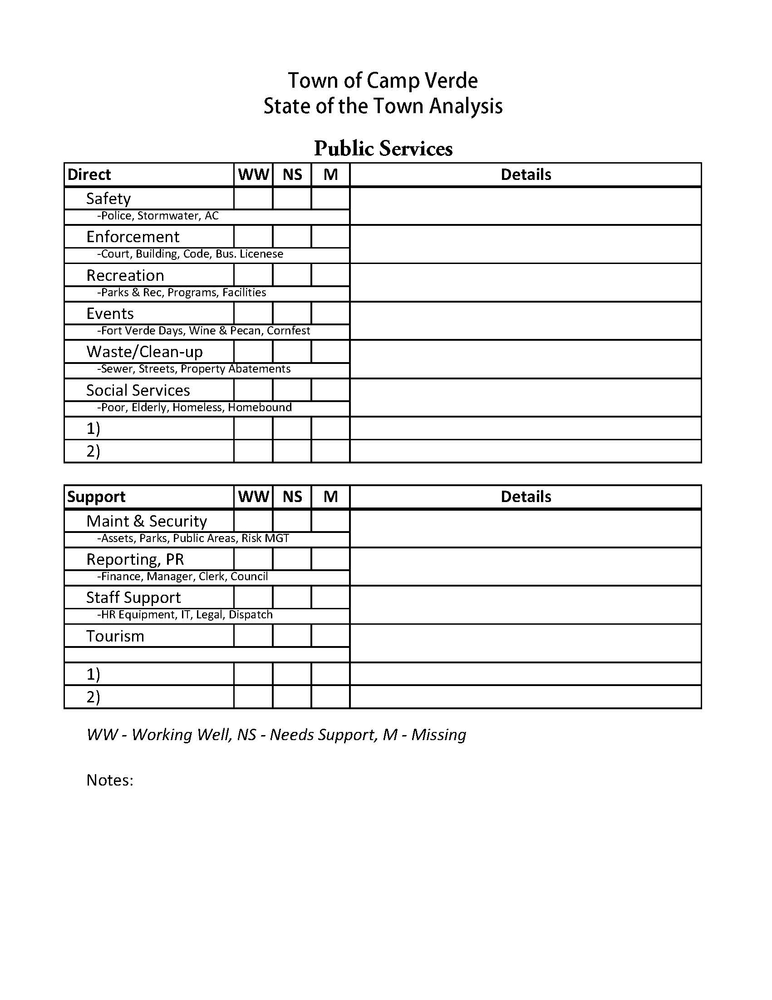 Town of Camp Verde
State of the Town Analysis
Public Services
Direct WW NS M Details
Safety
-Police, Stormwater, AC
Enforcement
-Court, Building, Code, Bus. Licenese
Recreation
-Parks & Rec, Programs, Facilities
Events
-Fort Verde Days, Wine & Pecan, Cornfest
Waste/Clean-up
-Sewer, Streets, Property Abatements
Social Services
-Poor, Elderly, Homeless, Homebound
1)
2)
Support WW NS M Details
Maint & Security
-Assets, Parks, Public Areas, Risk MGT
Reporting, PR
-Finance, Manager, Clerk, Council
Staff Support
-HR Equipment, IT, Legal, Dispatch
Tourism
1)
2)
WW - Working Well, NS - Needs Support, M - Missing
Notes: